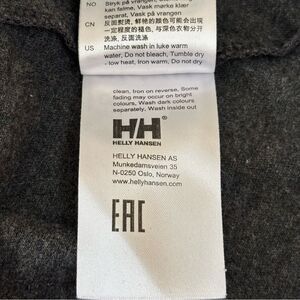 NO Stryk på vrangen, 
kan falme, Vask mørke klær
separat, Vask på vrangen
CN 反面熨烫, 鲜艳的颜色可能会出现
一定程度的褪色, 与深色衣物分开
洗涤, 反面洗涤
US Machine wash in luke warm
water, Do not bleach, Tumble dry
- low heat, Iron warm, Do not dry
clean, Iron on reverse, Some
fading may occur on bright
colours, Wash dark colours
separately, Wash inside out
HH®
HELLY HANSEN
HELLY HANSEN AS
Munkedamsveien 35
N-0250 Oslo, Norway
www.hellyhansen.com
EAC